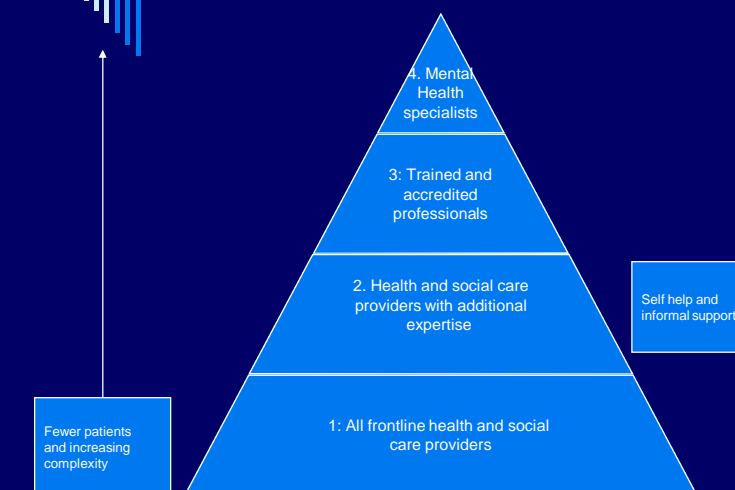 4. Mental
Health
specialists
3: Trained and
accredited
professionals
2. Health and social care
providers with additional
expertise
Self help and
informal support
1: All frontline health and social
care providers
Fewer patients
and increasing
complexity